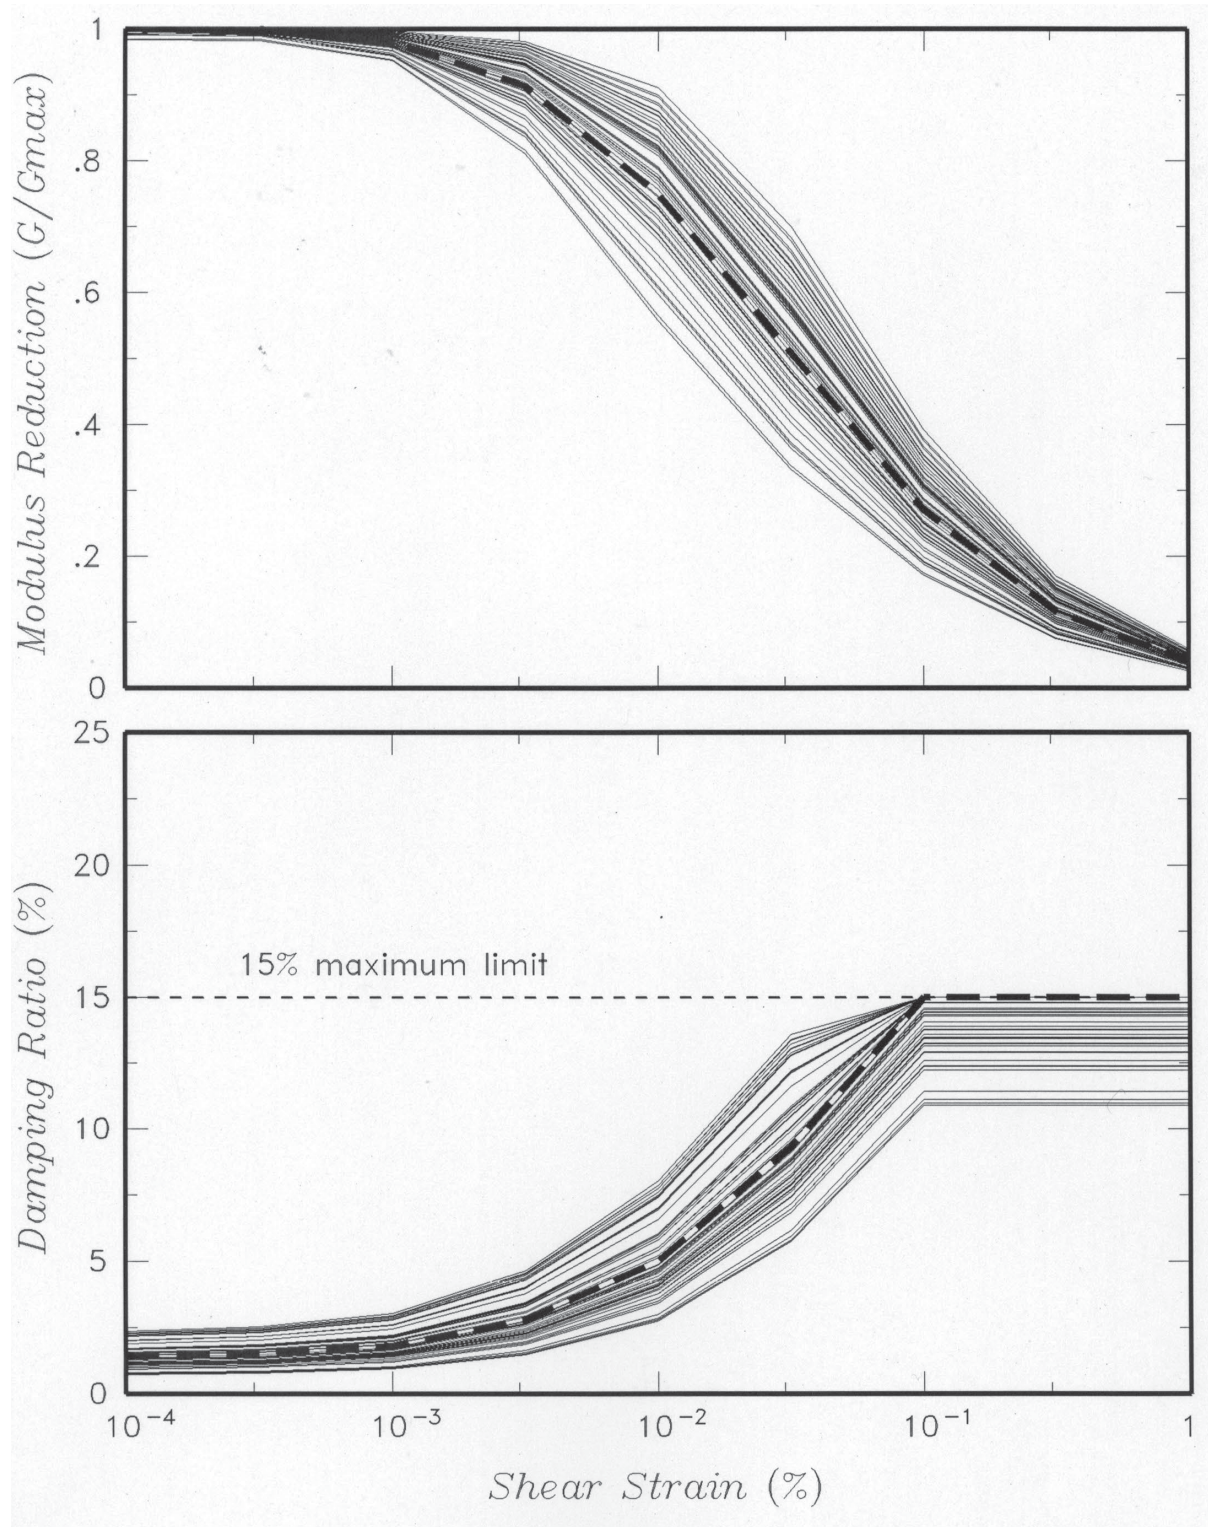 Modulus Reduction (G/Gmax)
1
.8
.6
.4
.2
0
Damping Ratio (%)
25
20
15
10
5
0
15% maximum limit
10⁻⁴ 10⁻³ 10⁻² 10⁻¹ 1
Shear Strain (%)